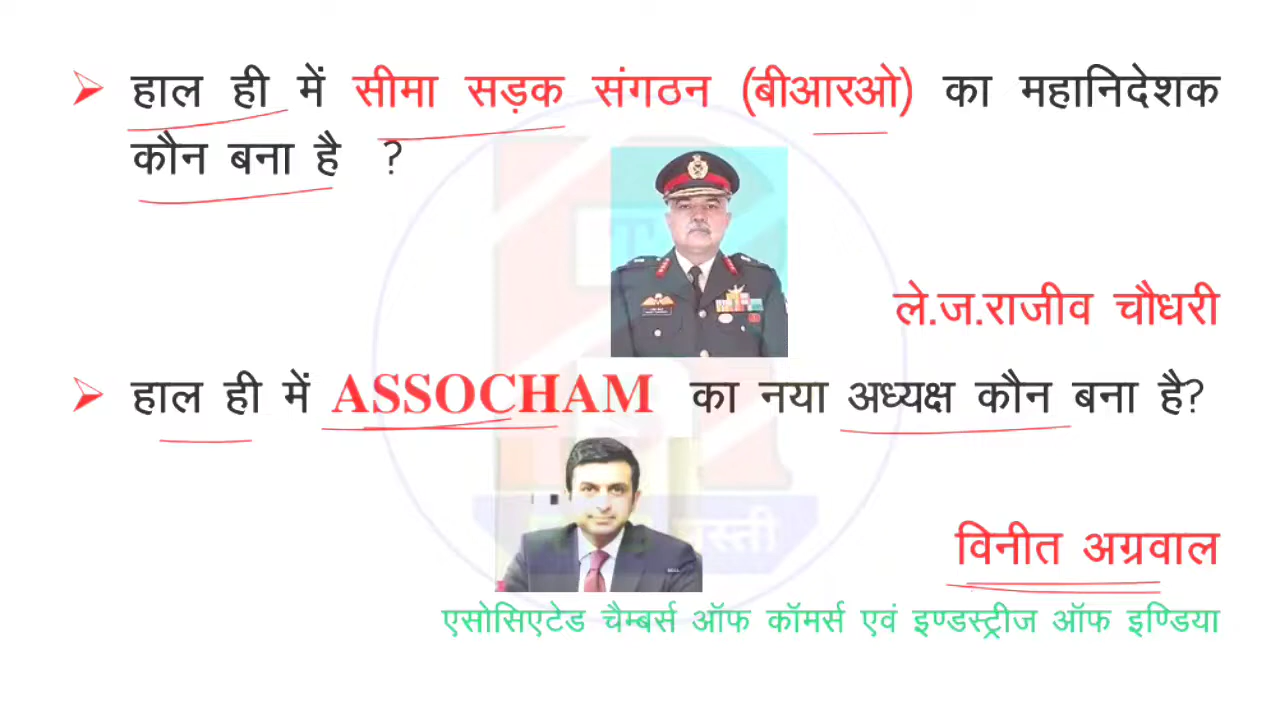 हाल ही में सीमा सड़क संगठन (बीआरओ) का महानिदेशक
कौन बना है ?
ले.ज.राजीव चौधरी
हाल ही में ASSOCHAM का नया अध्यक्ष कौन बना है?
विनीत अग्रवाल
एसोसिएटेड चैम्बर्स ऑफ कॉमर्स एवं इण्डस्ट्रीज ऑफ इण्डिया